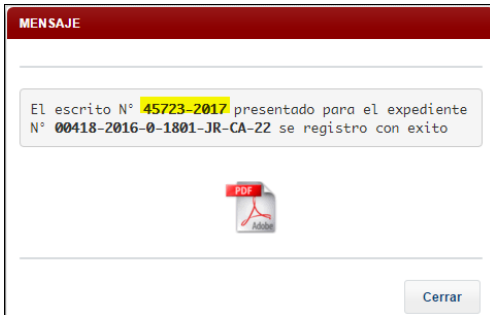 MENSAJE
El escrito N° 45723-2017 presentado para el expediente
N° 00418-2016-0-1801-JR-CA-22 se registro con exito
PDF
Adobe
Cerrar